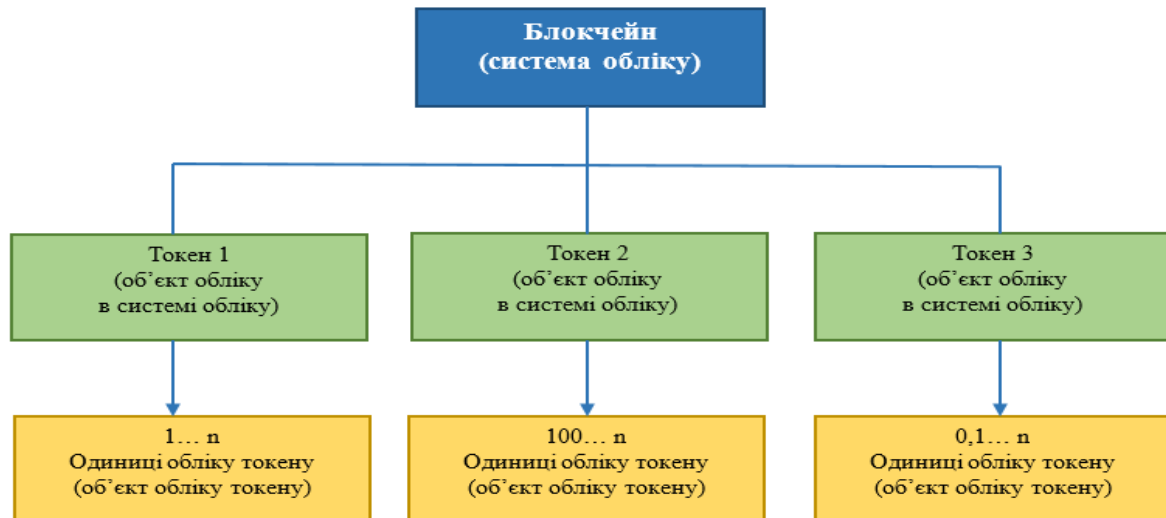 Блокчейн
(система обліку)
Токен 1
(об’єкт обліку
в системі обліку)
Токен 2
(об’єкт обліку
в системі обліку)
Токен 3
(об’єкт обліку
в системі обліку)
1… n
Одиниці обліку токену
(об’єкт обліку токену)
100… n
Одиниці обліку токену
(об’єкт обліку токену)
0,1… n
Одиниці обліку токену
(об’єкт обліку токену)